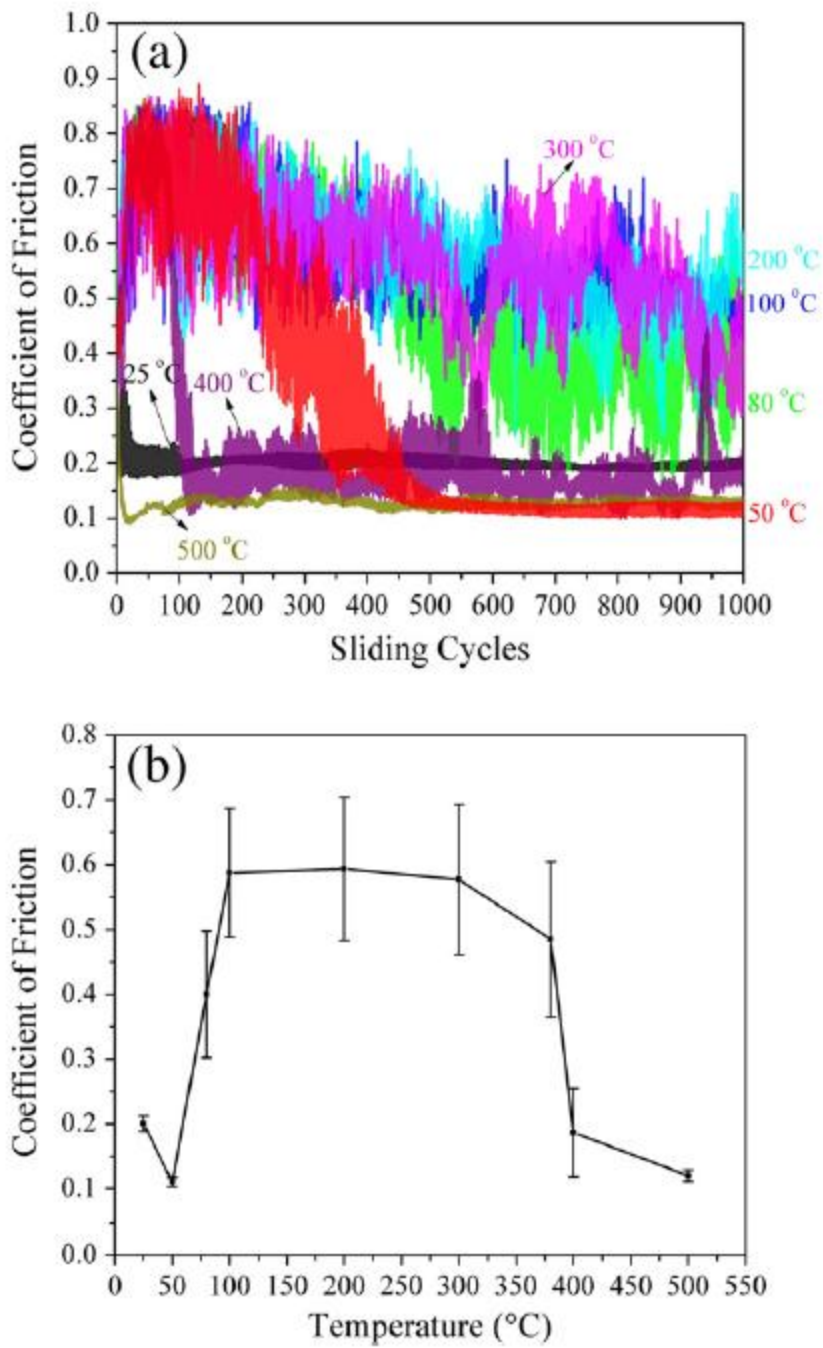 (a)
Coefficient of Friction
1.0
0.9
0.8
0.7
0.6
0.5
0.4
0.3
0.2
0.1
0.0
300 °C
200 °C
100 °C
25 °C
400 °C
80 °C
50 °C
500 °C
0 100 200 300 400 500 600 700 800 900 1000
Sliding Cycles
(b)
Coefficient of Friction
0.8
0.7
0.6
0.5
0.4
0.3
0.2
0.1
0.0
0 50 100 150 200 250 300 350 400 450 500 550
Temperature (°C)